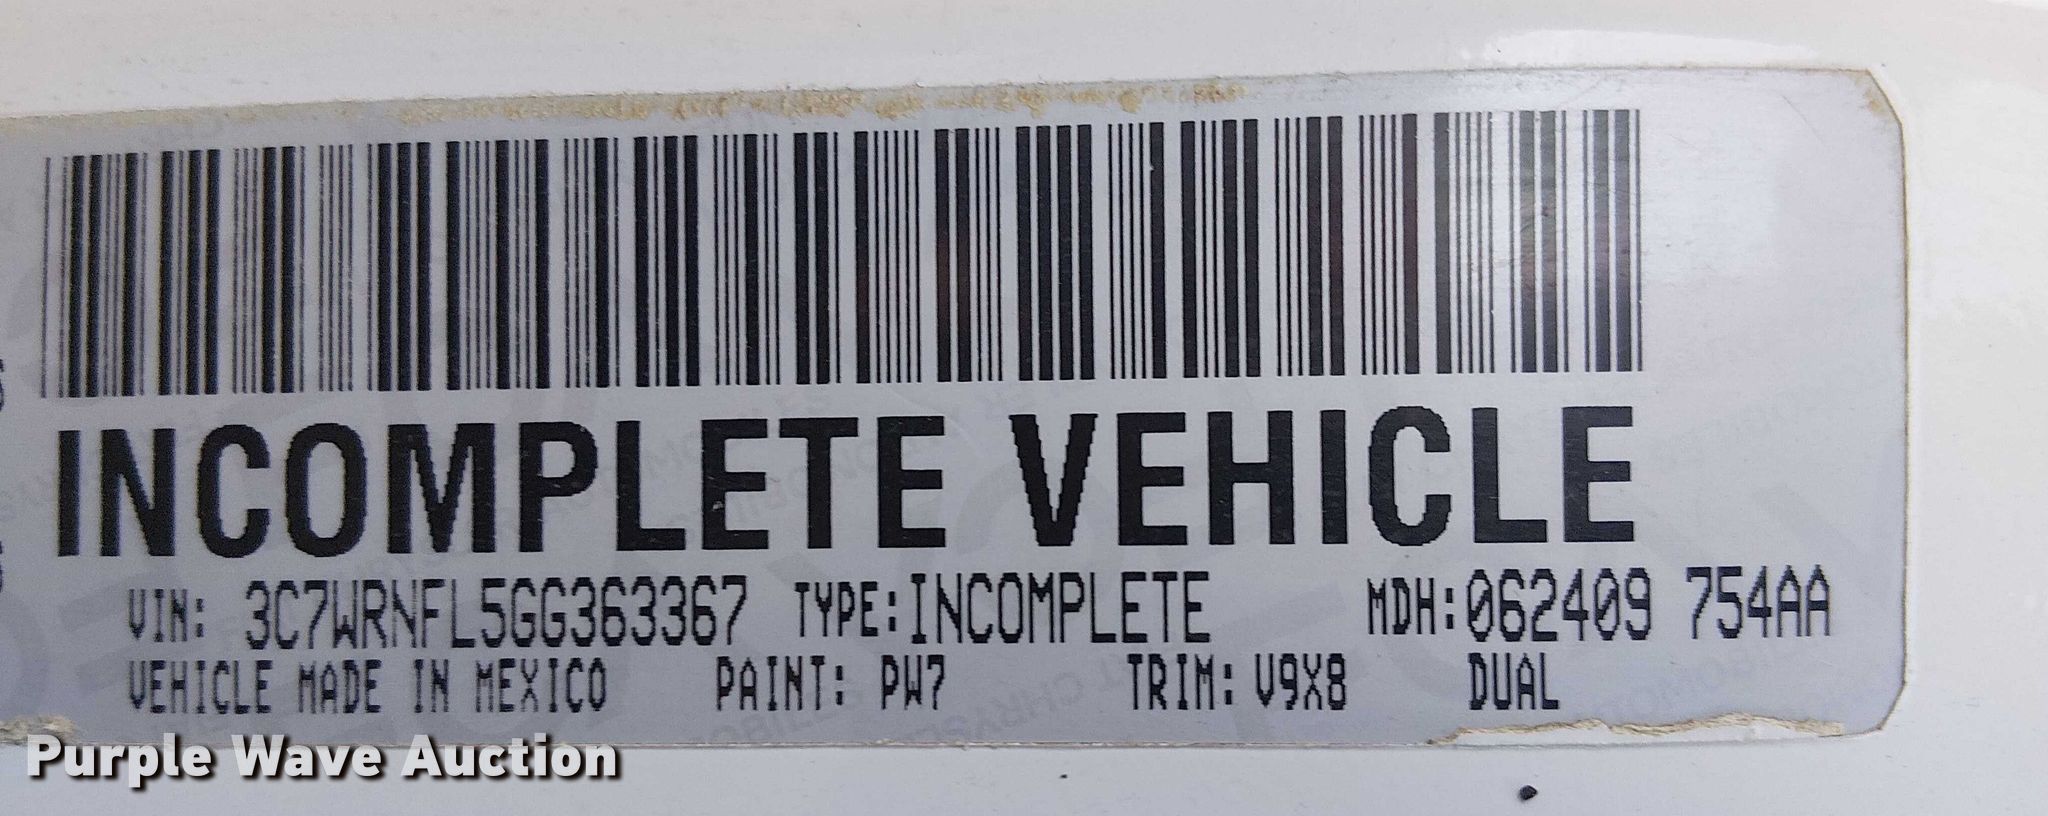 INCOMPLETE VEHICLE
VIN: 3C7WRNFL5GG363367 TYPE:INCOMPLETE MDH:062409 754AA
VEHICLE MADE IN MEXICO PAINT: PW7 TRIM: V9X8 DUAL
Purple Wave Auction